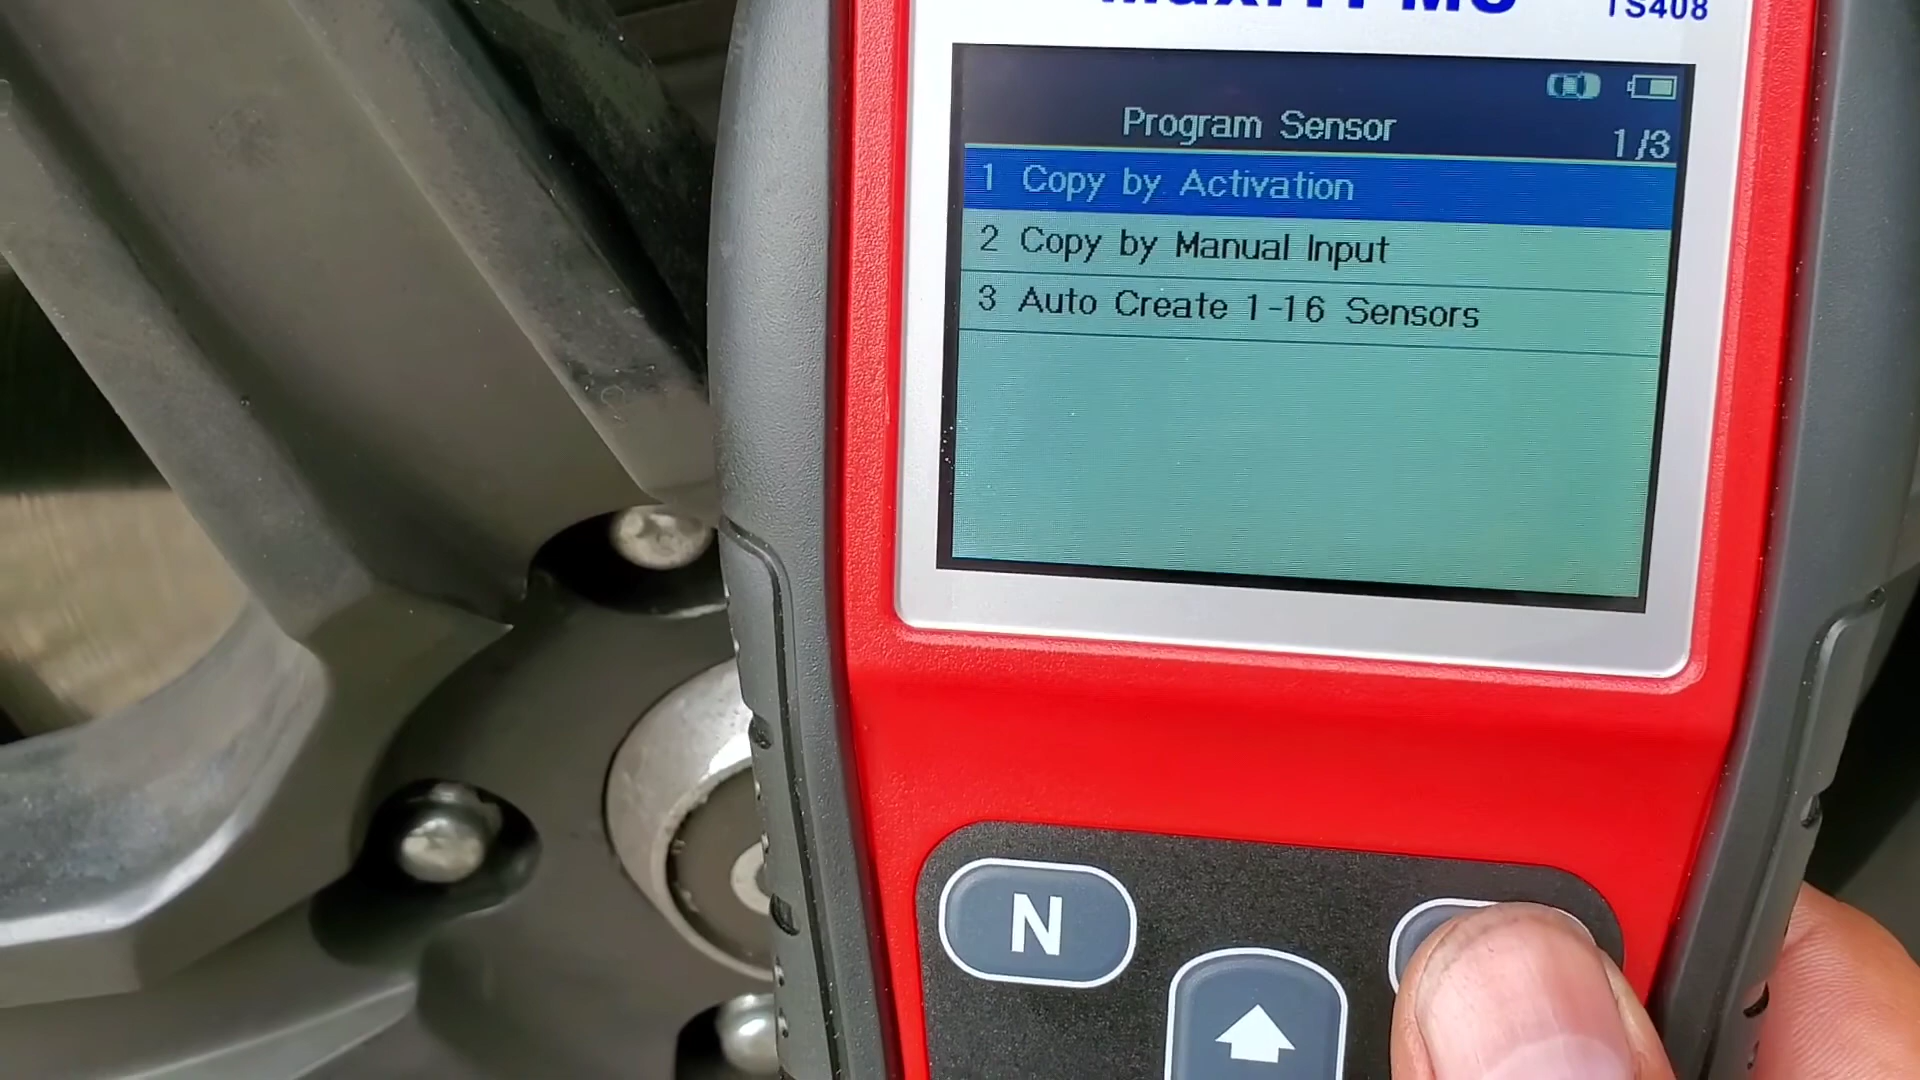 TS408
Program Sensor
1/3
1 Copy by Activation
2 Copy by Manual Input
3 Auto Create 1-16 Sensors
N